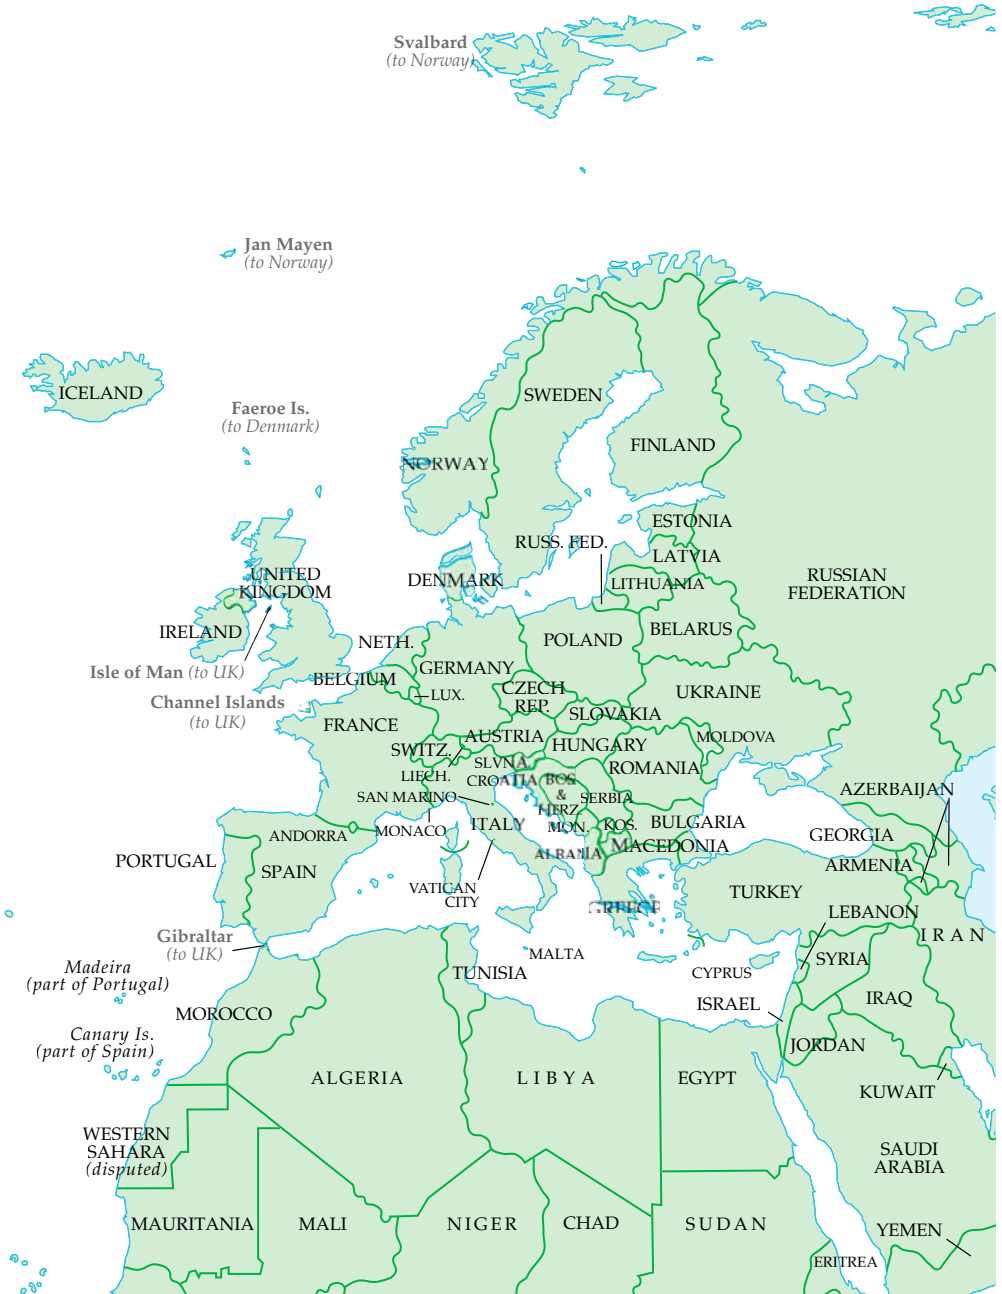 Svalbard
(to Norway)
Jan Mayen
(to Norway)
ICELAND
Faeroe Is.
(to Denmark)
SWEDEN
FINLAND
NORWAY
ESTONIA
RUSS. FED.
LATVIA
LITHUANIA
RUSSIAN
FEDERATION
UNITED
KINGDOM
DENMARK
IRELAND
NETH.
POLAND
BELARUS
Isle of Man (to UK)
BELGIUM
GERMANY
LUX.
CZECH
REP.
UKRAINE
Channel Islands
(to UK)
FRANCE
SLOVAKIA
SWITZ.
AUSTRIA
HUNGARY
MOLDOVA
LIECH.
SLVNA.
CROATIA
BOS
&
HERZ.
ROMANIA
SAN MARINO
SERBIA
AZERBAIJAN
ANDORRA
MONACO
ITALY
MON.
KOS.
BULGARIA
GEORGIA
PORTUGAL
SPAIN
ALBANIA
MACEDONIA
ARMENIA
VATICAN
CITY
GREECE
TURKEY
LEBANON
Gibraltar
(to UK)
IRAN
MALTA
Madeira
(part of Portugal)
TUNISIA
CYPRUS
SYRIA
MOROCCO
ISRAEL
IRAQ
Canary Is.
(part of Spain)
JORDAN
ALGERIA
LIBYA
EGYPT
KUWAIT
WESTERN
SAHARA
(disputed)
SAUDI
ARABIA
MAURITANIA
MALI
NIGER
CHAD
SUDAN
YEMEN
ERITREA